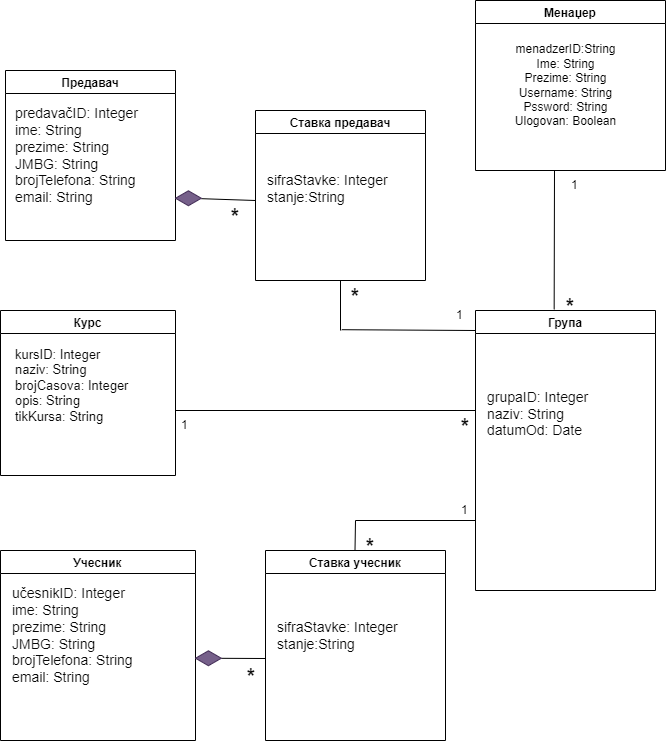 Менаџер
menadzerID:String
Ime: String
Prezime: String
Username: String
Pssword: String
Ulogovan: Boolean
1
*
Предавач
predavačID: Integer
ime: String
prezime: String
JMBG: String
brojTelefona: String
email: String
*
Ставка предавач
sifraStavke: Integer
stanje:String
*
1
Курс
kursID: Integer
naziv: String
brojCasova: Integer
opis: String
tikKursa: String
1
*
Група
grupaID: Integer
naziv: String
datumOd: Date
1
*
Учесник
učesnikID: Integer
ime: String
prezime: String
JMBG: String
brojTelefona: String
email: String
*
Ставка учесник
sifraStavke: Integer
stanje:String